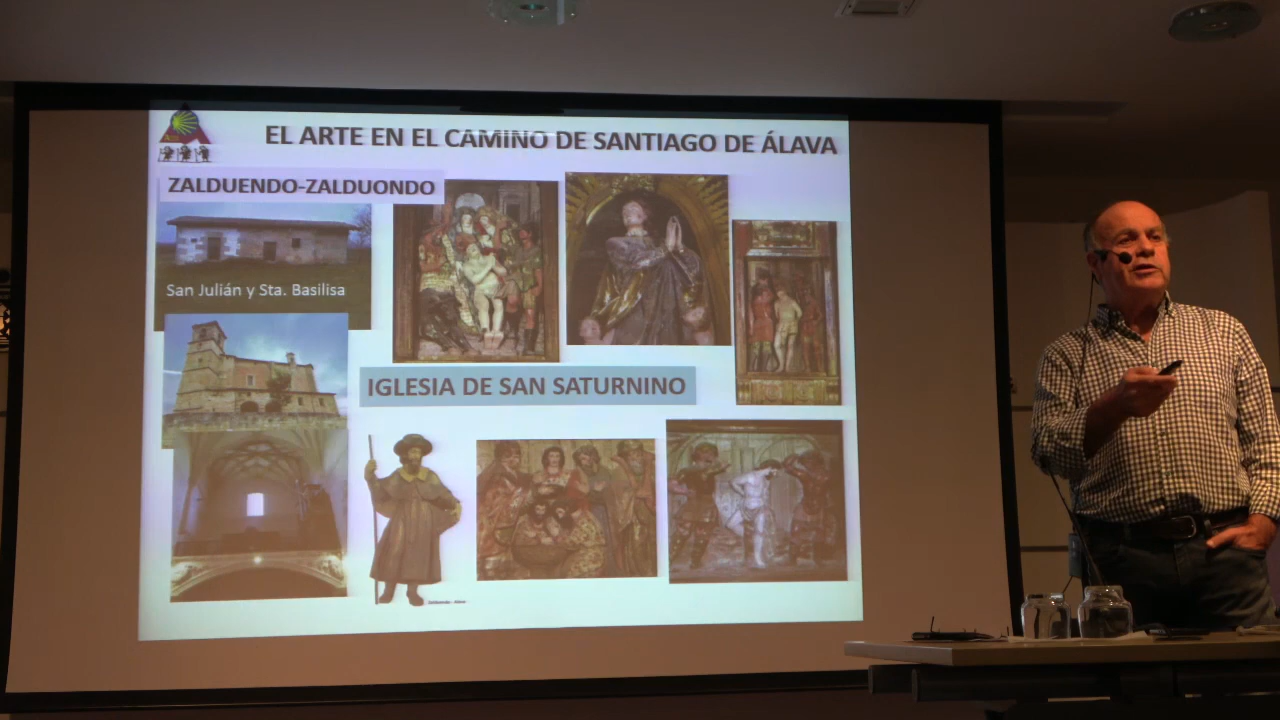 EL ARTE EN EL CAMINO DE SANTIAGO DE ÁLAVA
ZALDUENDO-ZALDUONDO
San Julián y Sta. Basilisa
IGLESIA DE SAN SATURNINO